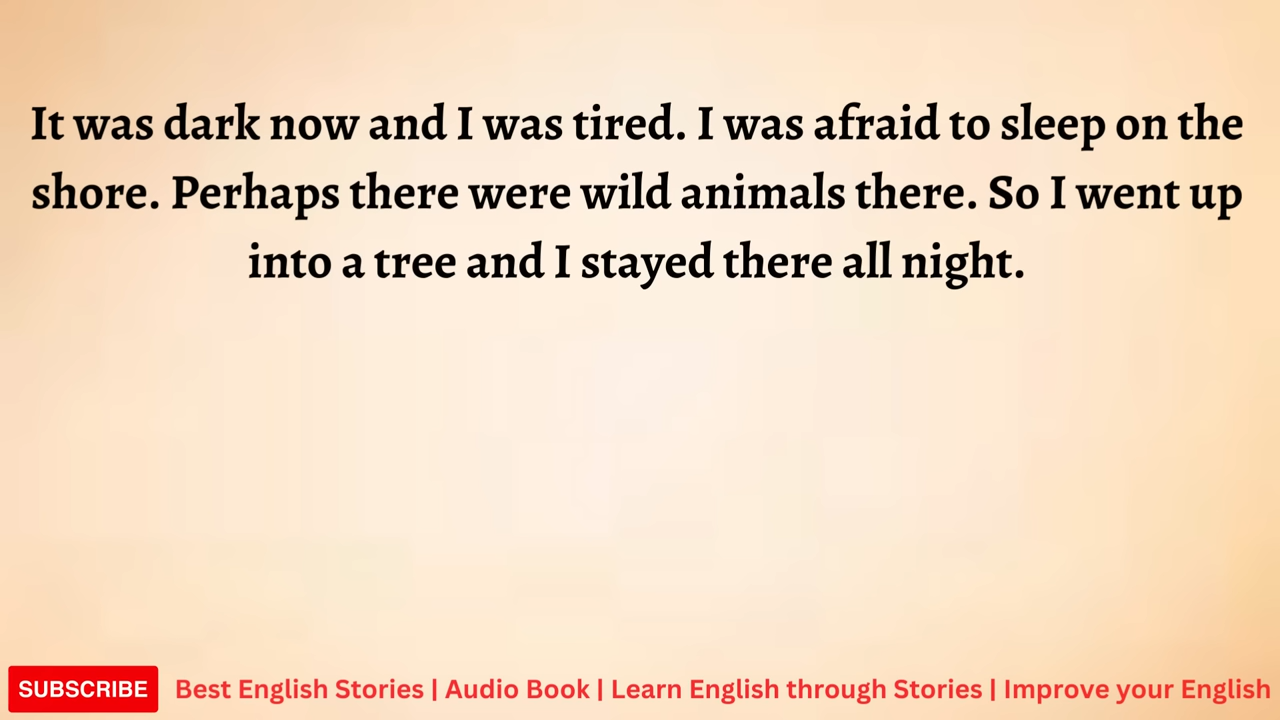 It was dark now and I was tired. I was afraid to sleep on the
shore. Perhaps there were wild animals there. So I went up
into a tree and I stayed there all night.
SUBSCRIBE Best English Stories | Audio Book | Learn English through Stories | Improve your English